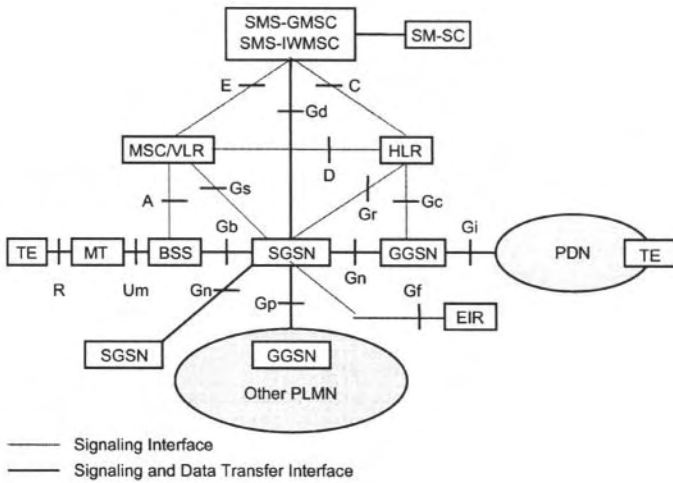 SMS-GMSC
SMS-IWMSC
SM-SC
E
C
Gd
MSC/VLR
HLR
D
A
Gs
Gr
Gc
Gb
Gi
TE
MT
BSS
SGSN
GGSN
PDN
TE
R
Um
Gn
Gn
Gp
Gf
EIR
SGSN
GGSN
Other PLMN
Signaling Interface
Signaling and Data Transfer Interface